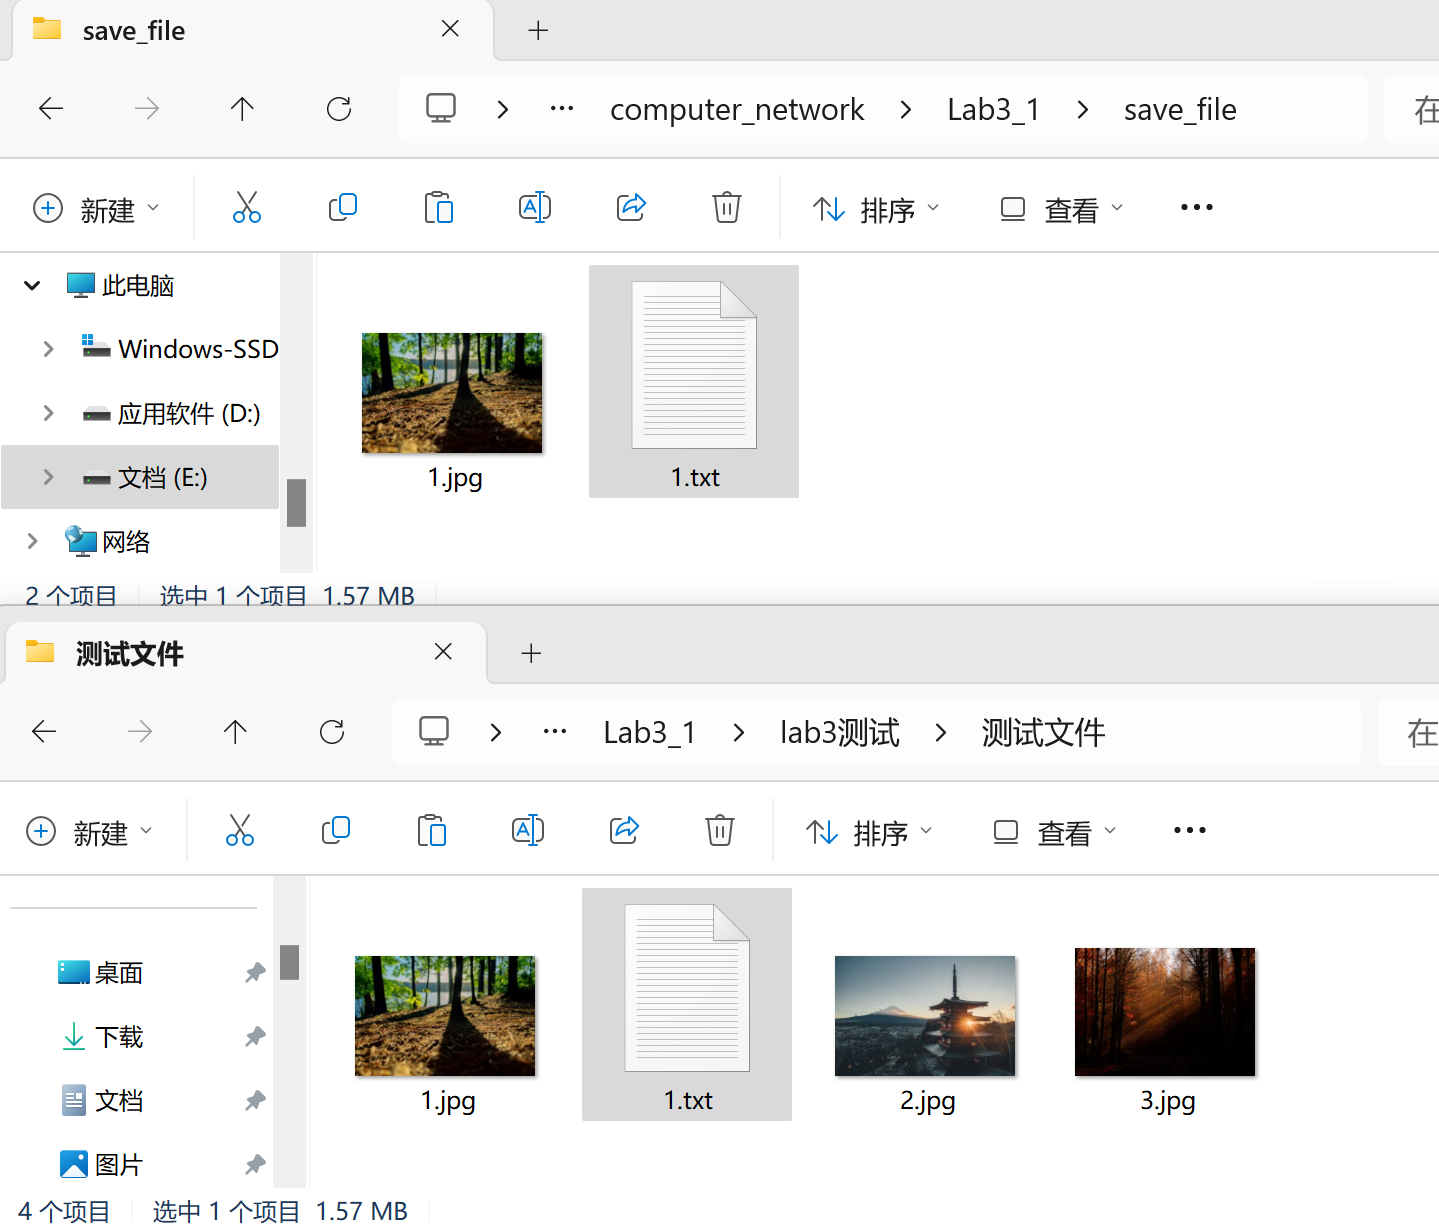 save_file
computer_network Lab3_1 save_file 在
新建 排序 查看
此电脑
Windows-SSD
应用软件 (D:)
文档 (E:)
网络
1.jpg 1.txt
2 个项目 选中 1 个项目 1.57 MB
测试文件
Lab3_1 lab3测试 测试文件 在
新建 排序 查看
桌面
下载
文档
图片
1.jpg 1.txt 2.jpg 3.jpg
4 个项目 选中 1 个项目 1.57 MB